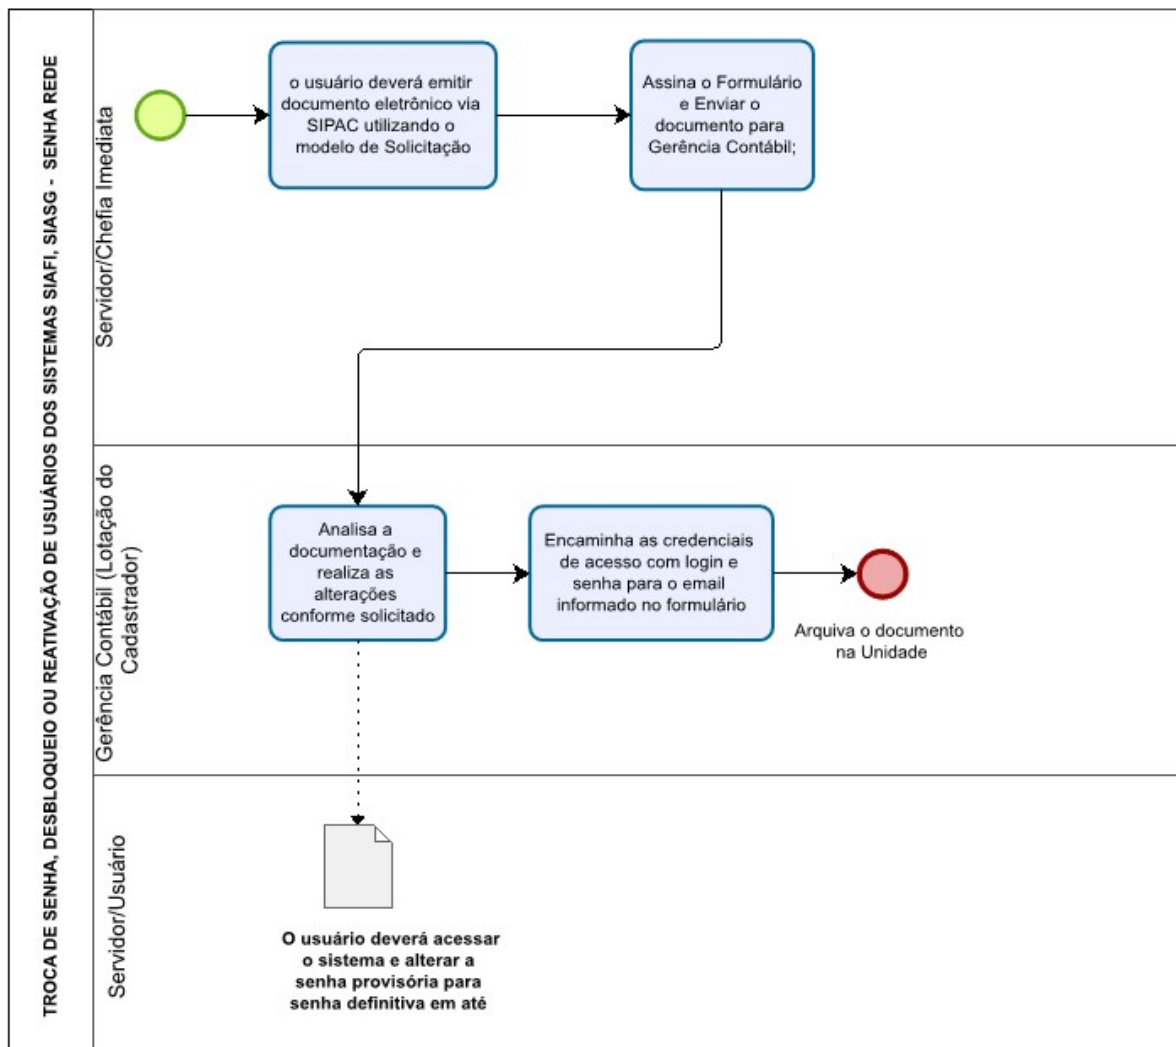 TROCA DE SENHA, DESBLOQUEIO OU REATIVAÇÃO DE USUÁRIOS DOS SISTEMAS SIAFI, SIASG - SENHA REDE
Servidor/Chefia Imediata
o usuário deverá emitir
documento eletrônico via
SIPAC utilizando o
modelo de Solicitação
Assina o Formulário
e Enviar o
documento para
Gerência Contábil;
Gerência Contábil (Lotação do
Cadastrador)
Analisa a
documentação e
realiza as
alterações
conforme solicitado
Encaminha as credenciais
de acesso com login e
senha para o email
informado no formulário
Arquiva o documento
na Unidade
Servidor/Usuário
O usuário deverá acessar
o sistema e alterar a
senha provisória para
senha definitiva em até